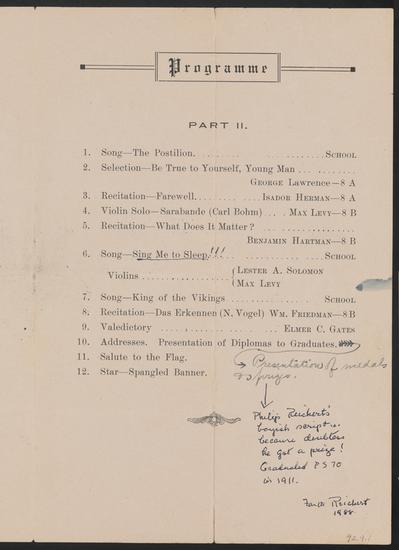 Programme
PART II.
1. Song—The Postilion. . . . . . . . . . SCHOOL
2. Selection—Be True to Yourself, Young Man . . . . . . . . . .
GEORGE Lawrence—8 A
3. Recitation—Farewell. . . . . . . . . . ISADOR HERMAN—8 A
4. Violin Solo—Sarabande (Carl Bohm) . . . MAX LEVY—8 B
5. Recitation—What Does It Matter ? . . . . . . . . . .
BENJAMIN HARTMAN—8 B
6. Song—Sing Me to Sleep.!!! . . . . . . . . . . SCHOOL
Violins . . . . . . . . . . { LESTER A. SOLOMON
{ MAX LEVY
7. Song—King of the Vikings . . . . . . . . . . SCHOOL
8. Recitation—Das Erkennen (N. Vogel) WM. FRIEDMAN—8 B
9. Valedictory . . . . . . . . . . ELMER C. GATES
10. Addresses. Presentation of Diplomas to Graduates.
→ Presentation of medals
& prizes.
11. Salute to the Flag.
12. Star—Spangled Banner.
Philip Reichert's
boyish script
because doubtless
he got a prize!
Graduated P S 70
in 1911.
Reichert
1988
92.9.1